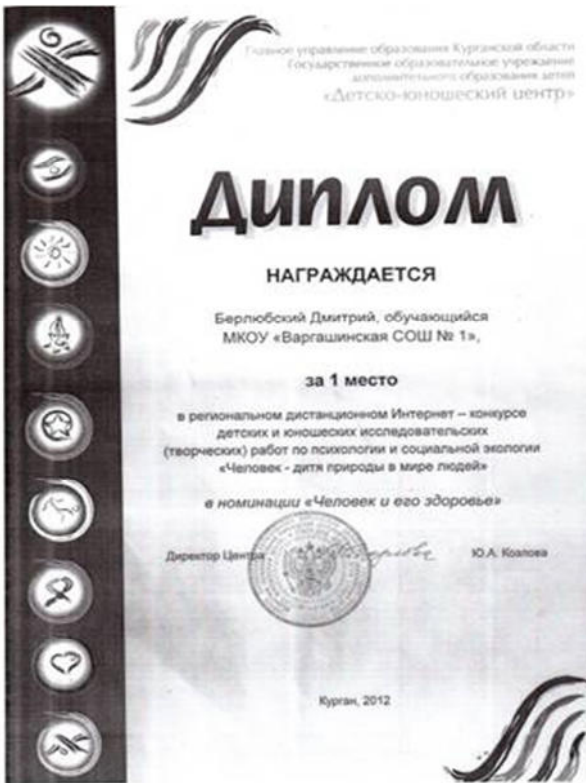 Главное управление образования Курганской области
Государственное образовательное учреждение
дополнительного образования детей
«Детско-юношеский центр»
Диплом
НАГРАЖДАЕТСЯ
Берлюбский Дмитрий, обучающийся
МКОУ «Варгашинская СОШ № 1»,
за 1 место
в региональном дистанционном Интернет – конкурсе
детских и юношеских исследовательских
(творческих) работ по психологии и социальной экологии
«Человек - дитя природы в мире людей»
в номинации «Человек и его здоровье»
Директор Центра Ю.А. Козлова
Курган, 2012